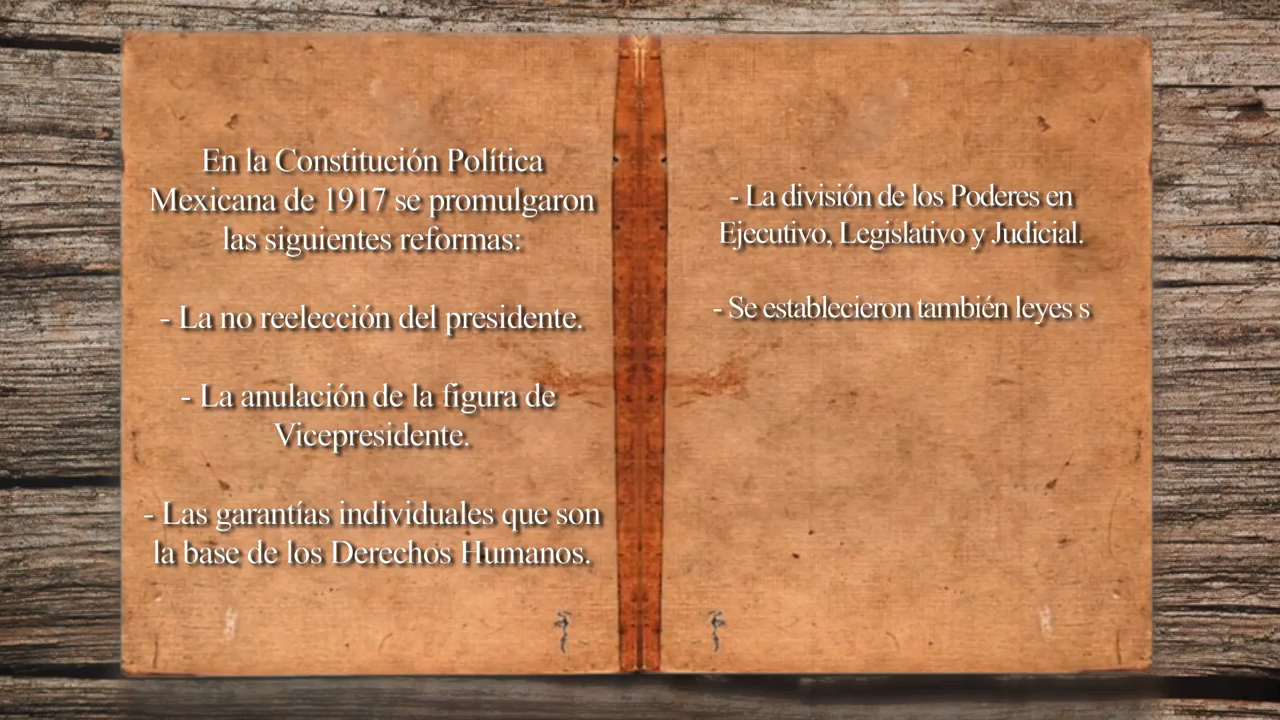 En la Constitución Política
Mexicana de 1917 se promulgaron
las siguientes reformas:
- La no reelección del presidente.
- La anulación de la figura de
Vicepresidente.
- Las garantías individuales que son
la base de los Derechos Humanos.
- La división de los Poderes en
Ejecutivo, Legislativo y Judicial.
- Se establecieron también leyes s